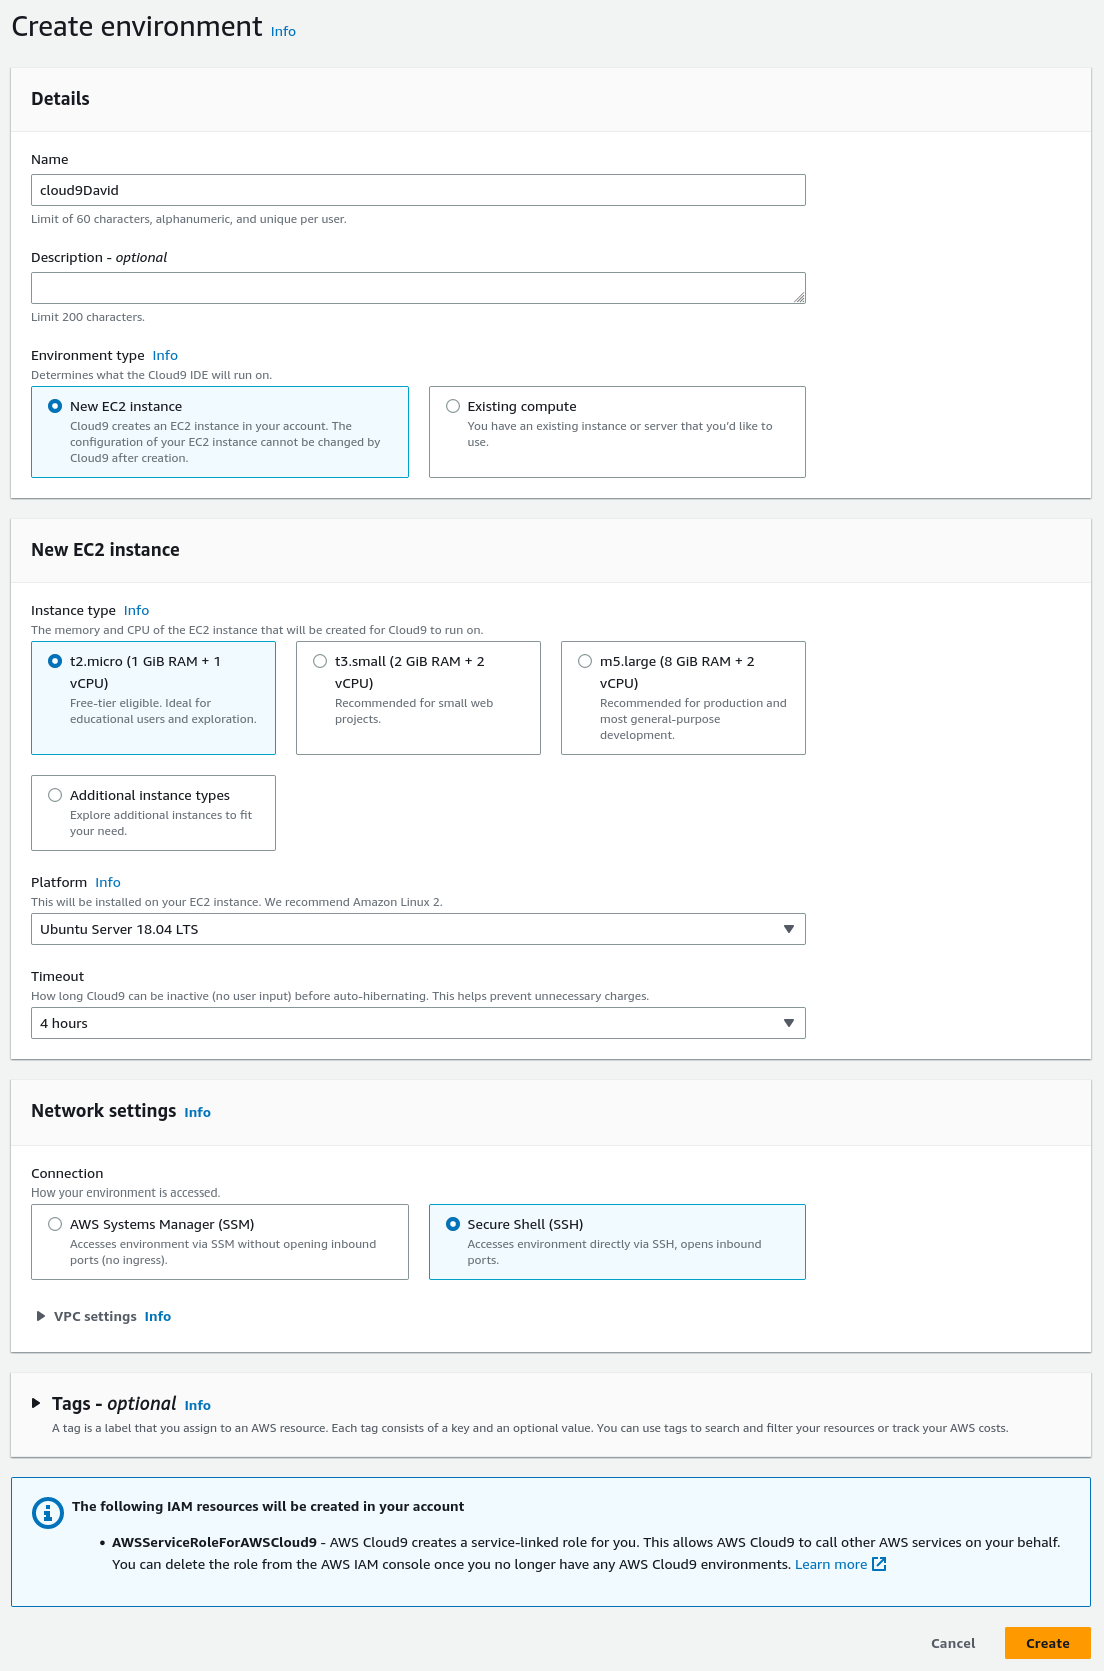 Create environment Info
Details
Name
cloud9David
Limit of 60 characters, alphanumeric, and unique per user.
Description - optional
Limit 200 characters.
Environment type Info
Determines what the Cloud9 IDE will run on.
New EC2 instance
Cloud9 creates an EC2 instance in your account. The
configuration of your EC2 instance cannot be changed by
Cloud9 after creation.
Existing compute
You have an existing instance or server that you'd like to
use.
New EC2 instance
Instance type Info
The memory and CPU of the EC2 instance that will be created for Cloud9 to run on.
t2.micro (1 GiB RAM + 1
vCPU)
Free-tier eligible. Ideal for
educational users and exploration.
t3.small (2 GiB RAM + 2
vCPU)
Recommended for small web
projects.
m5.large (8 GiB RAM + 2
vCPU)
Recommended for production and
most general-purpose
development.
Additional instance types
Explore additional instances to fit
your need.
Platform Info
This will be installed on your EC2 instance. We recommend Amazon Linux 2.
Ubuntu Server 18.04 LTS
Timeout
How long Cloud9 can be inactive (no user input) before auto-hibernating. This helps prevent unnecessary charges.
4 hours
Network settings Info
Connection
How your environment is accessed.
AWS Systems Manager (SSM)
Accesses environment via SSM without opening inbound
ports (no ingress).
Secure Shell (SSH)
Accesses environment directly via SSH, opens inbound
ports.
VPC settings Info
Tags - optional Info
A tag is a label that you assign to an AWS resource. Each tag consists of a key and an optional value. You can use tags to search and filter your resources or track your AWS costs.
The following IAM resources will be created in your account
• AWSServiceRoleForAWSCloud9 - AWS Cloud9 creates a service-linked role for you. This allows AWS Cloud9 to call other AWS services on your behalf.
You can delete the role from the AWS IAM console once you no longer have any AWS Cloud9 environments. Learn more
Cancel
Create